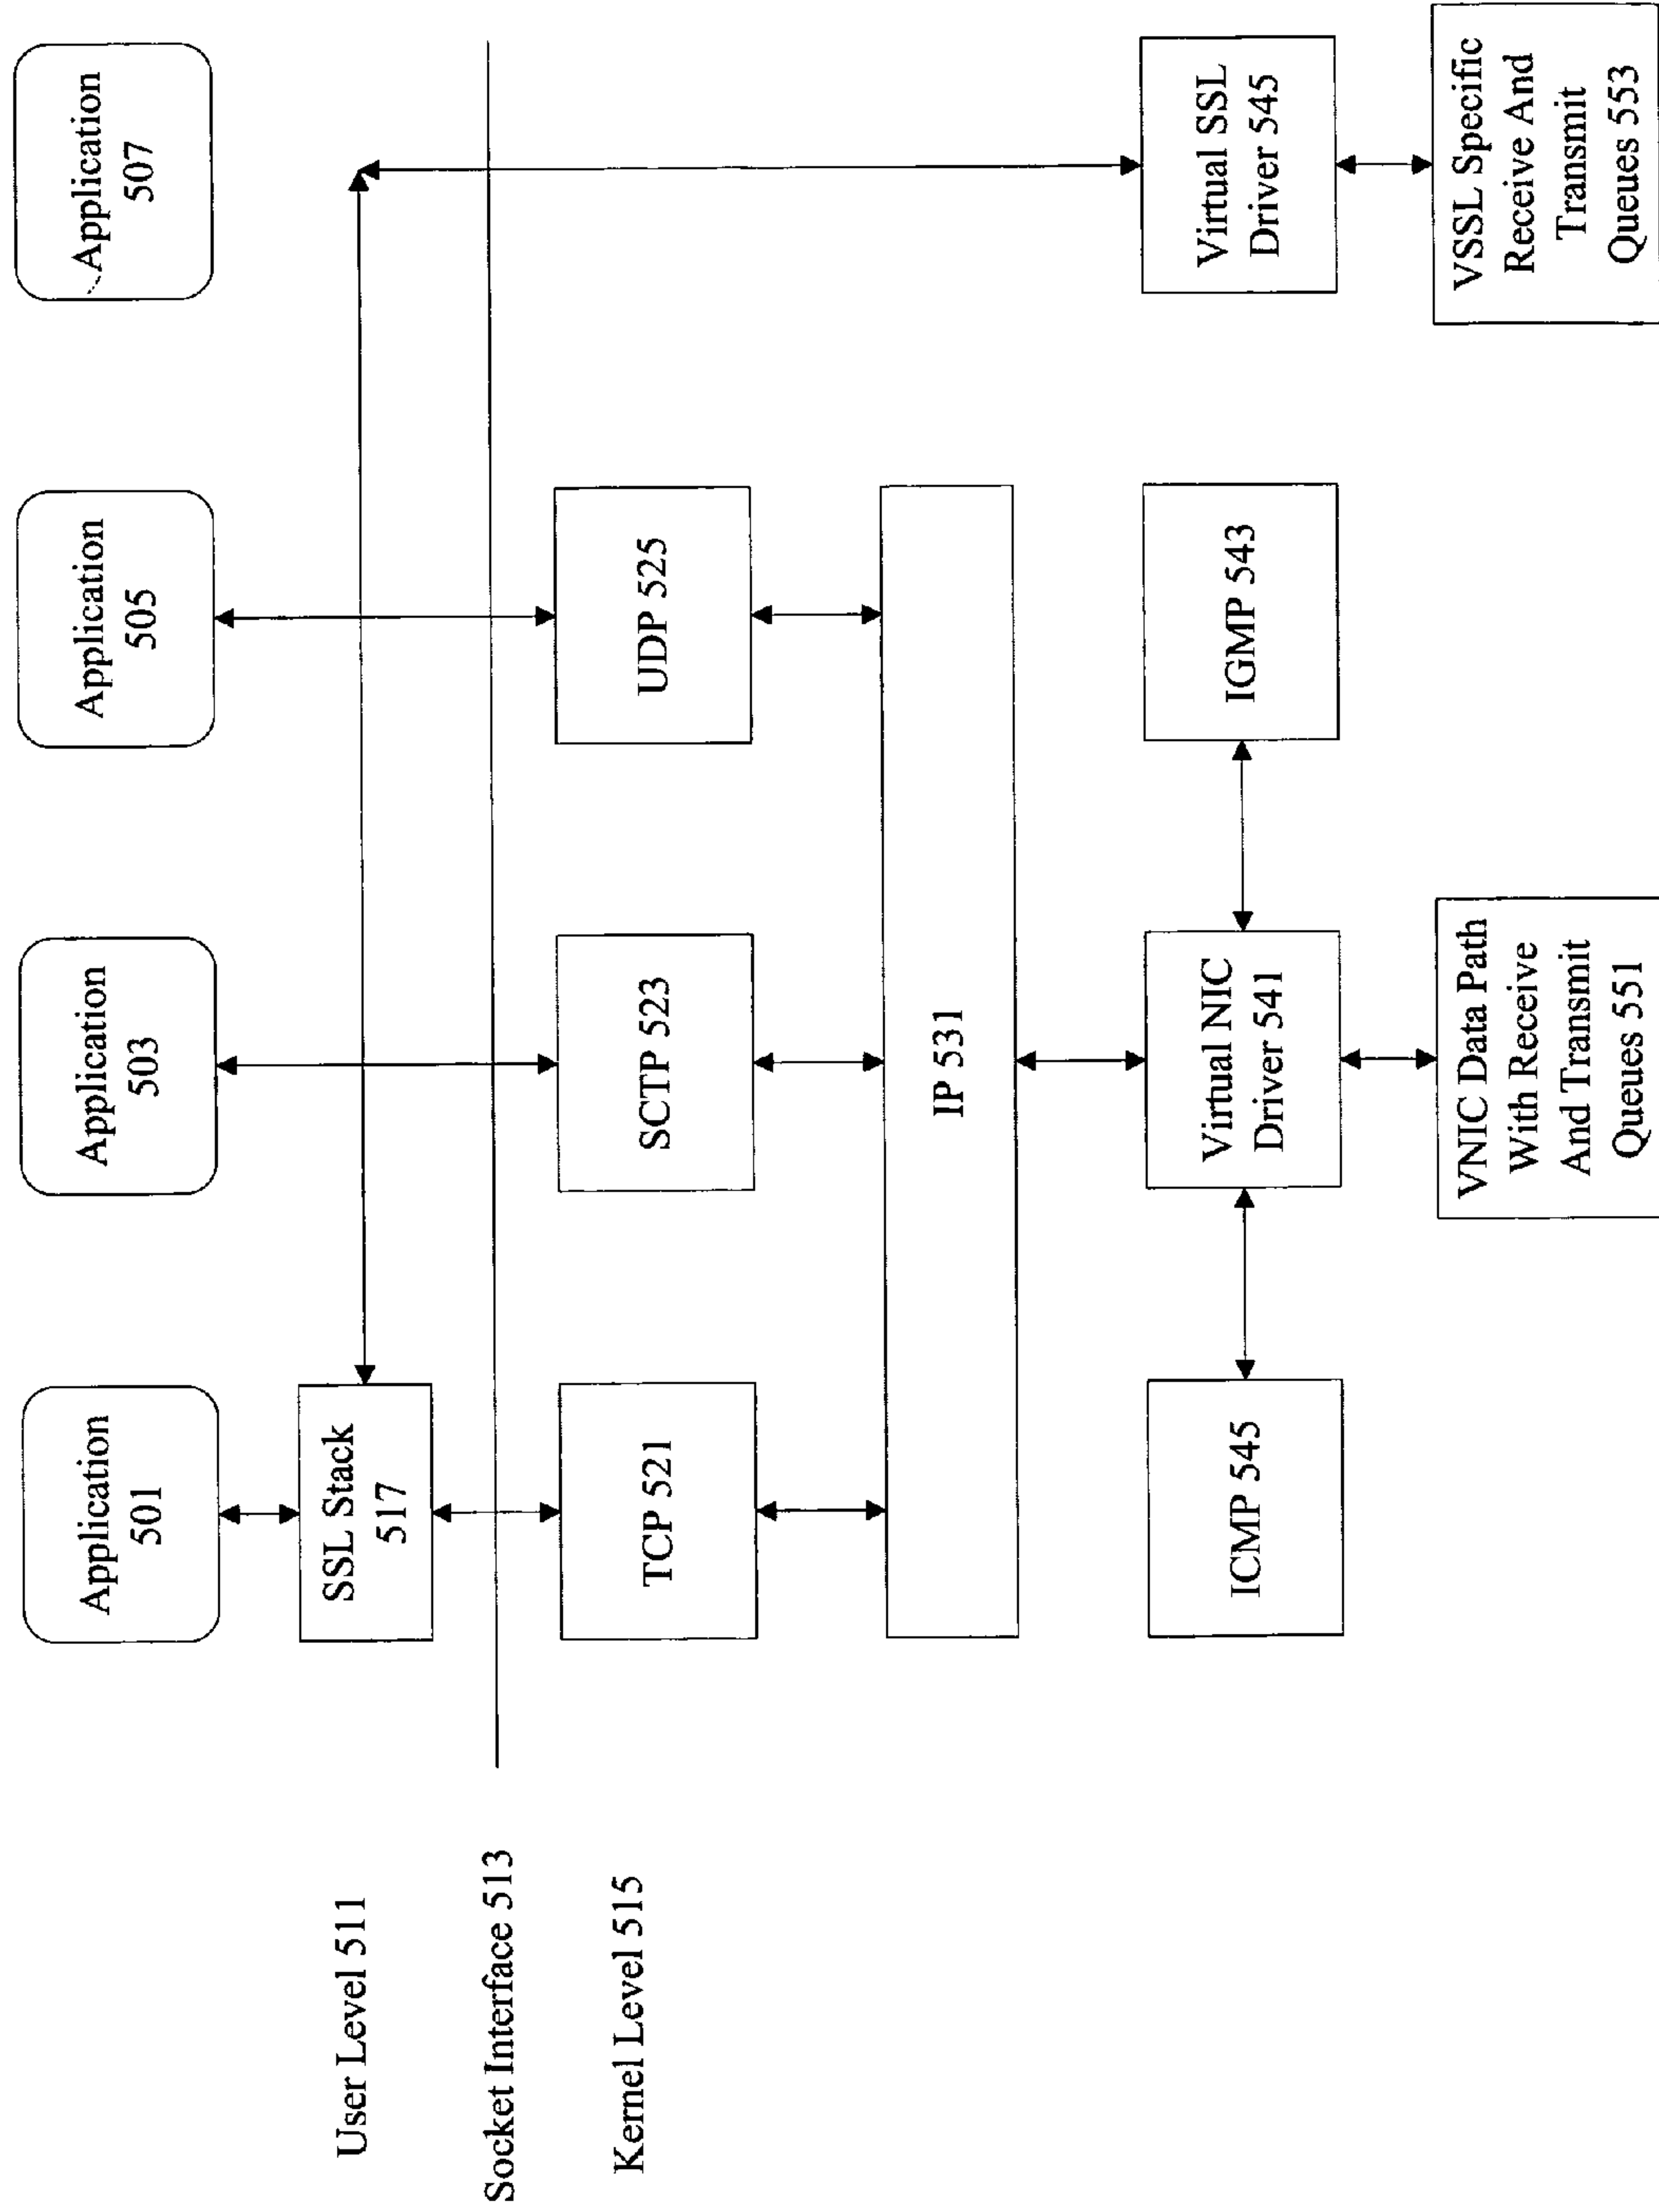 Application
501
Application
503
Application
505
Application
507
User Level 511
SSL Stack
517
Socket Interface 513
Kernel Level 515
TCP 521
SCTP 523
UDP 525
IP 531
ICMP 545
Virtual NIC
Driver 541
IGMP 543
Virtual SSL
Driver 545
VNIC Data Path
With Receive
And Transmit
Queues 551
VSSL Specific
Receive And
Transmit
Queues 553